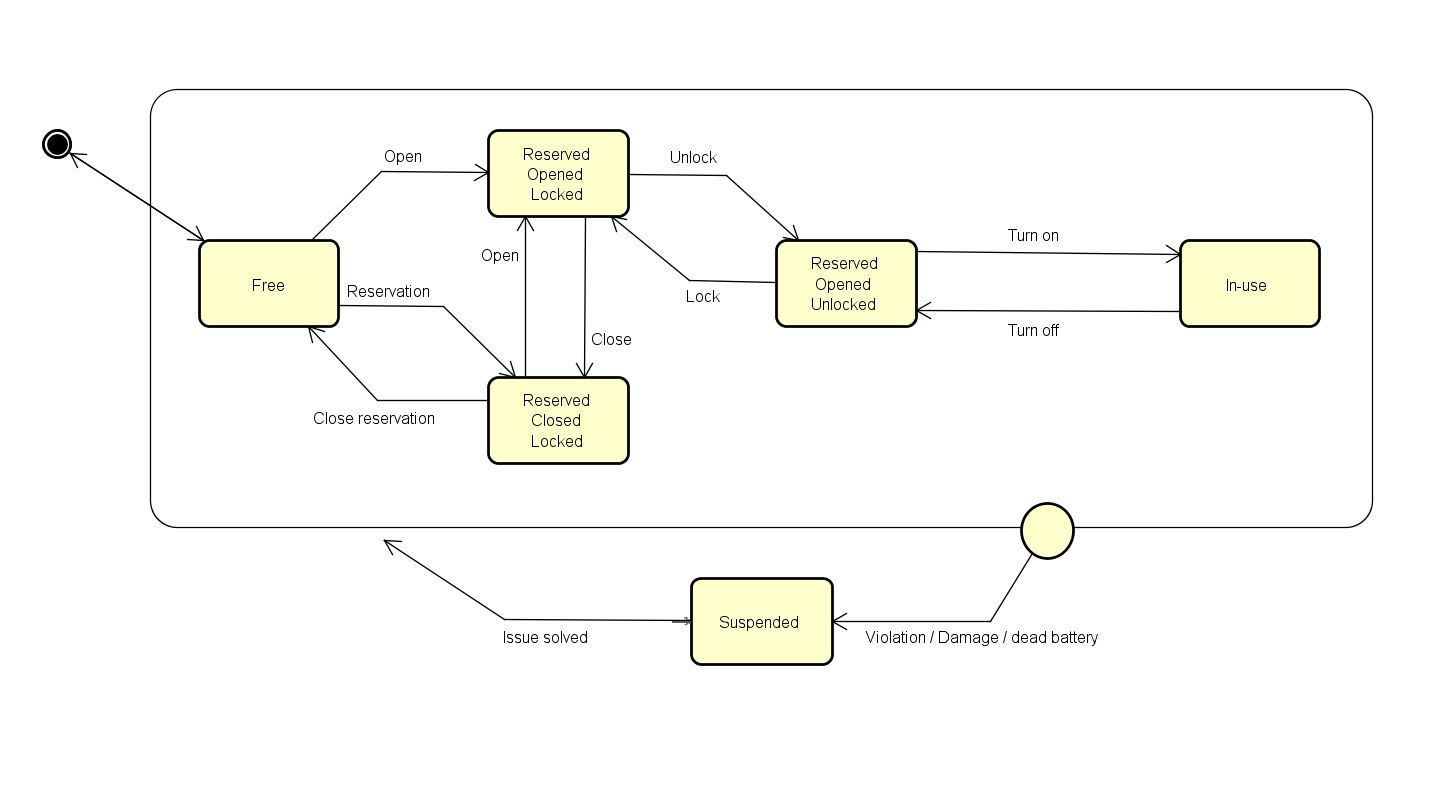 Open
Reserved
Opened
Locked
Unlock
Open
Free
Reservation
Close
Lock
Reserved
Opened
Unlocked
Turn on
In-use
Turn off
Close reservation
Reserved
Closed
Locked
Issue solved
Suspended
Violation / Damage / dead battery